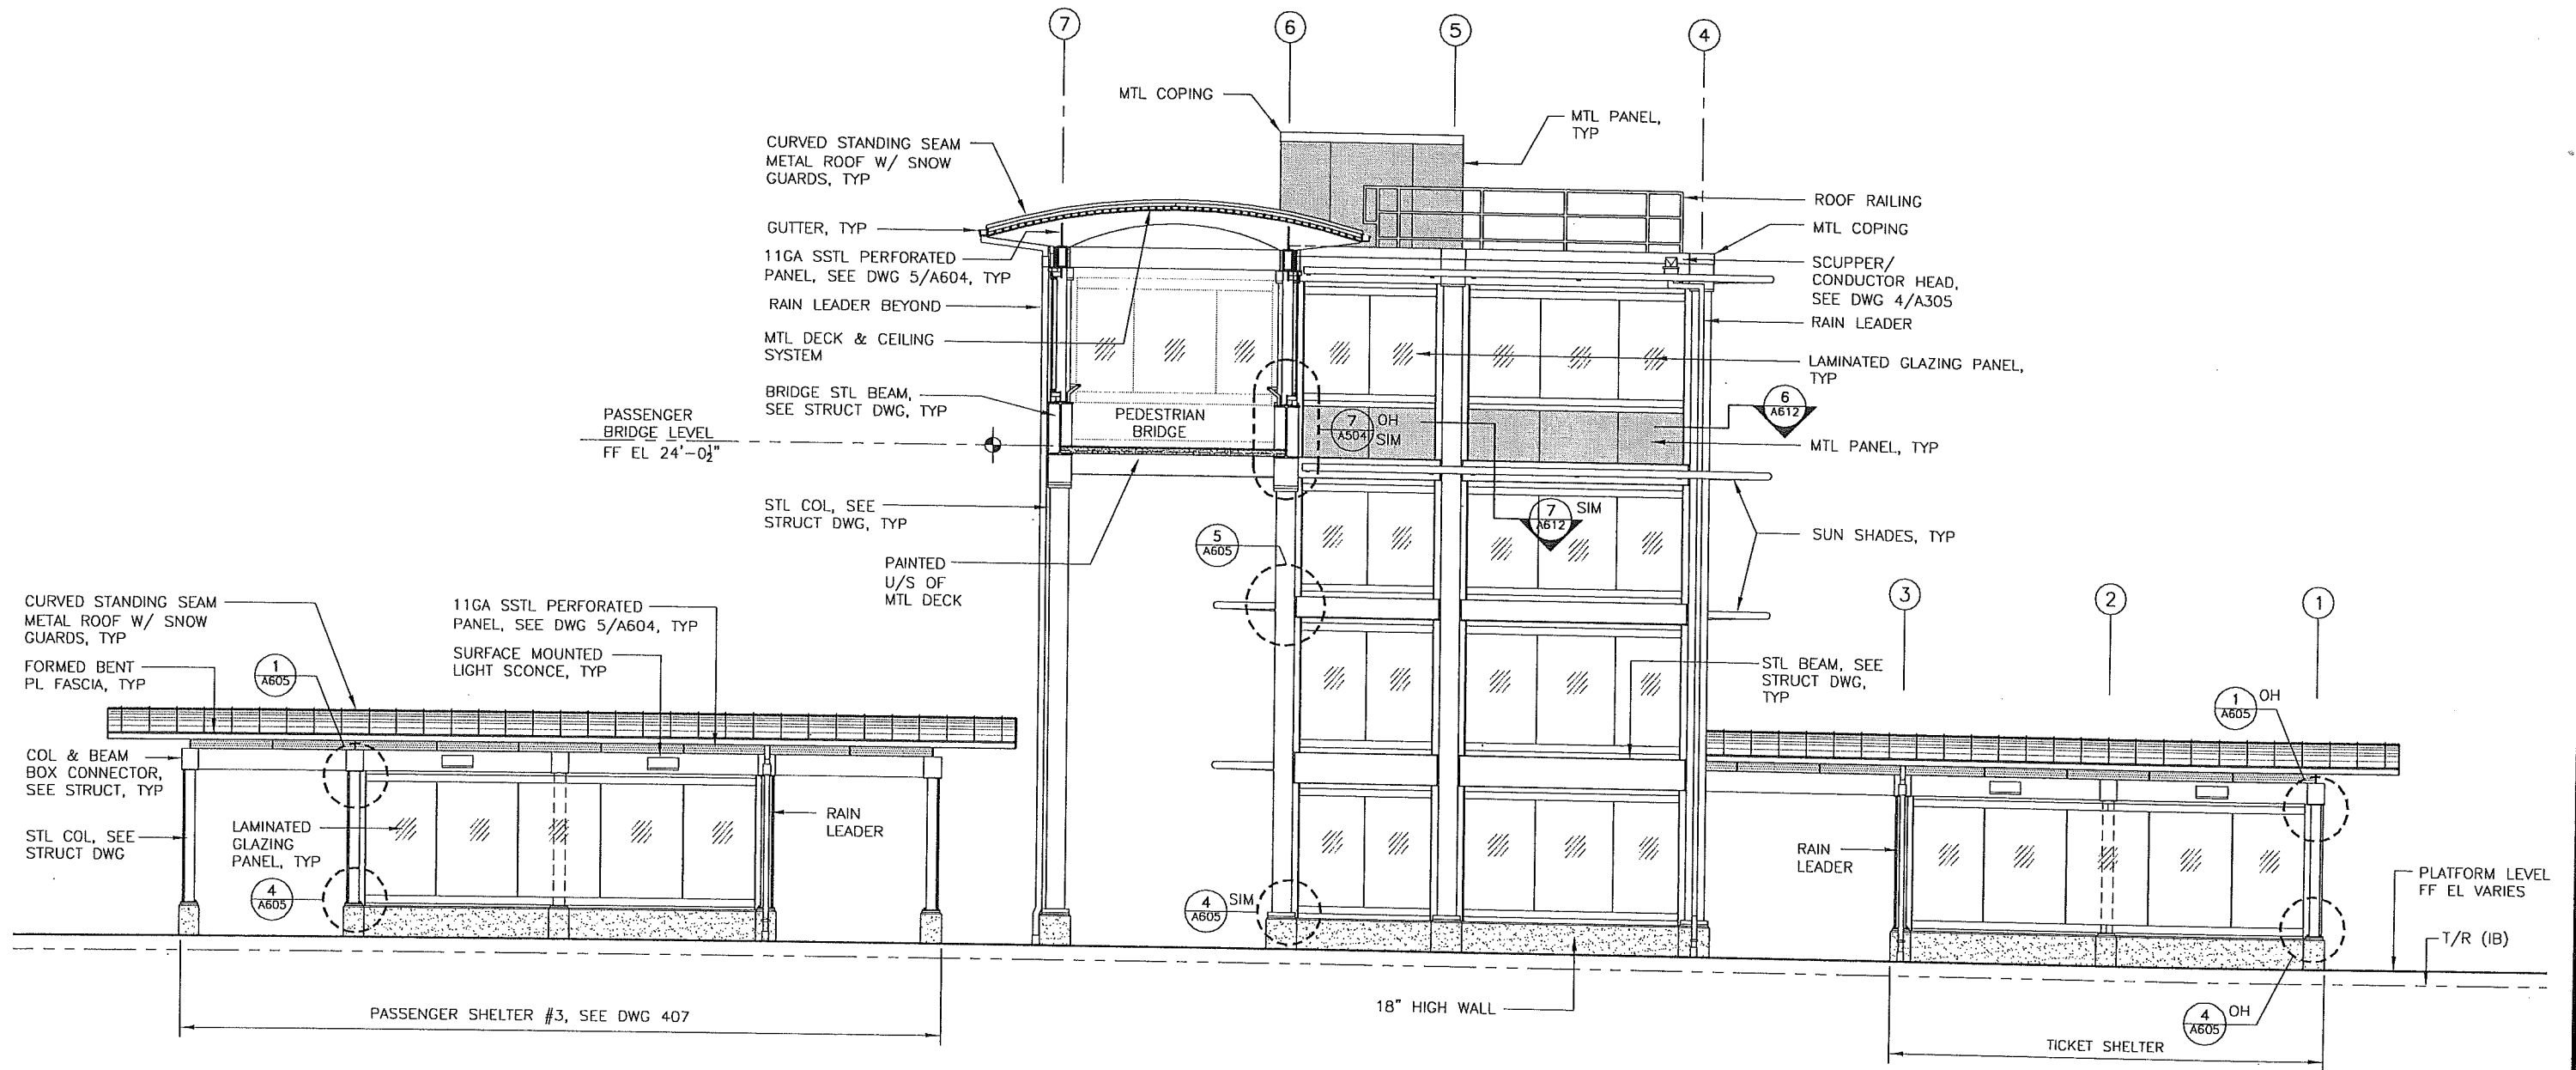 7
6
5
4
MTL COPING
MTL PANEL,
TYP
CURVED STANDING SEAM
METAL ROOF W/ SNOW
GUARDS, TYP
GUTTER, TYP
11GA SSTL PERFORATED
PANEL, SEE DWG 5/A604, TYP
RAIN LEADER BEYOND
MTL DECK & CEILING
SYSTEM
BRIDGE STL BEAM,
SEE STRUCT DWG, TYP
PASSENGER
BRIDGE LEVEL
FF EL 24'-0½"
PEDESTRIAN
BRIDGE
STL COL, SEE
STRUCT DWG, TYP
PAINTED
U/S OF
MTL DECK
ROOF RAILING
MTL COPING
SCUPPER/
CONDUCTOR HEAD,
SEE DWG 4/A305
RAIN LEADER
LAMINATED GLAZING PANEL,
TYP
6
A612
MTL PANEL, TYP
7 OH
A504 SIM
7 SIM
A612
SUN SHADES, TYP
5
A605
STL BEAM, SEE
STRUCT DWG,
TYP
3
2
1
CURVED STANDING SEAM
METAL ROOF W/ SNOW
GUARDS, TYP
FORMED BENT
PL FASCIA, TYP
1
A605
11GA SSTL PERFORATED
PANEL, SEE DWG 5/A604, TYP
SURFACE MOUNTED
LIGHT SCONCE, TYP
COL & BEAM
BOX CONNECTOR,
SEE STRUCT, TYP
STL COL, SEE
STRUCT DWG
LAMINATED
GLAZING
PANEL, TYP
4
A605
RAIN
LEADER
4 SIM
A605
1 OH
A605
RAIN
LEADER
PLATFORM LEVEL
FF EL VARIES
T/R (IB)
4 OH
A605
18" HIGH WALL
PASSENGER SHELTER #3, SEE DWG 407
TICKET SHELTER